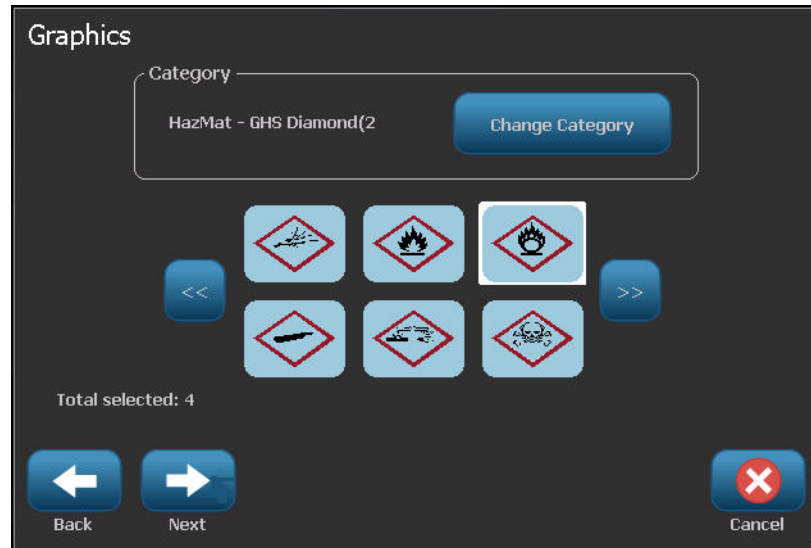 Graphics
Category
HazMat - GHS Diamond(2
Change Category
<<
>>
Total selected: 4
Back
Next
Cancel